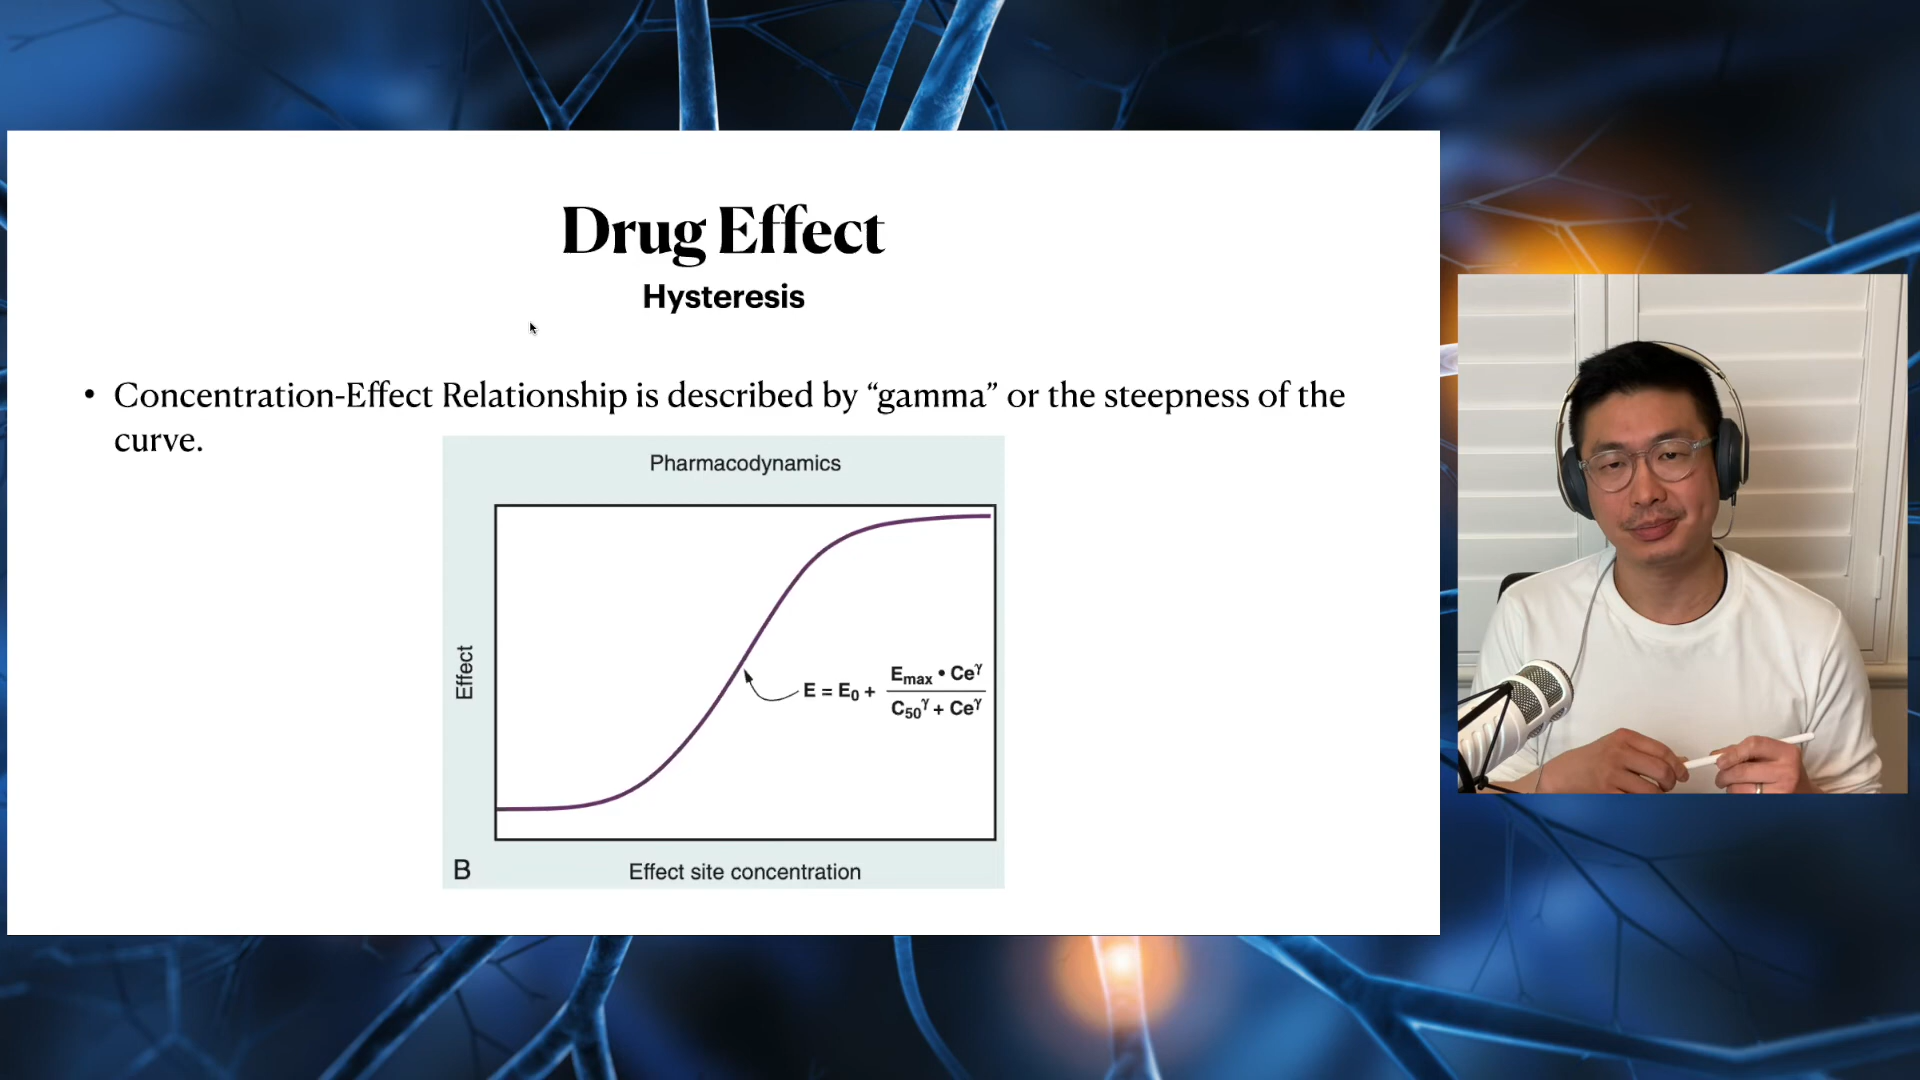 Drug Effect
Hysteresis
• Concentration-Effect Relationship is described by “gamma” or the steepness of the
curve.
Pharmacodynamics
Effect
E = E₀ + Emax • Ceᵞ / C₅₀ᵞ + Ceᵞ
B
Effect site concentration